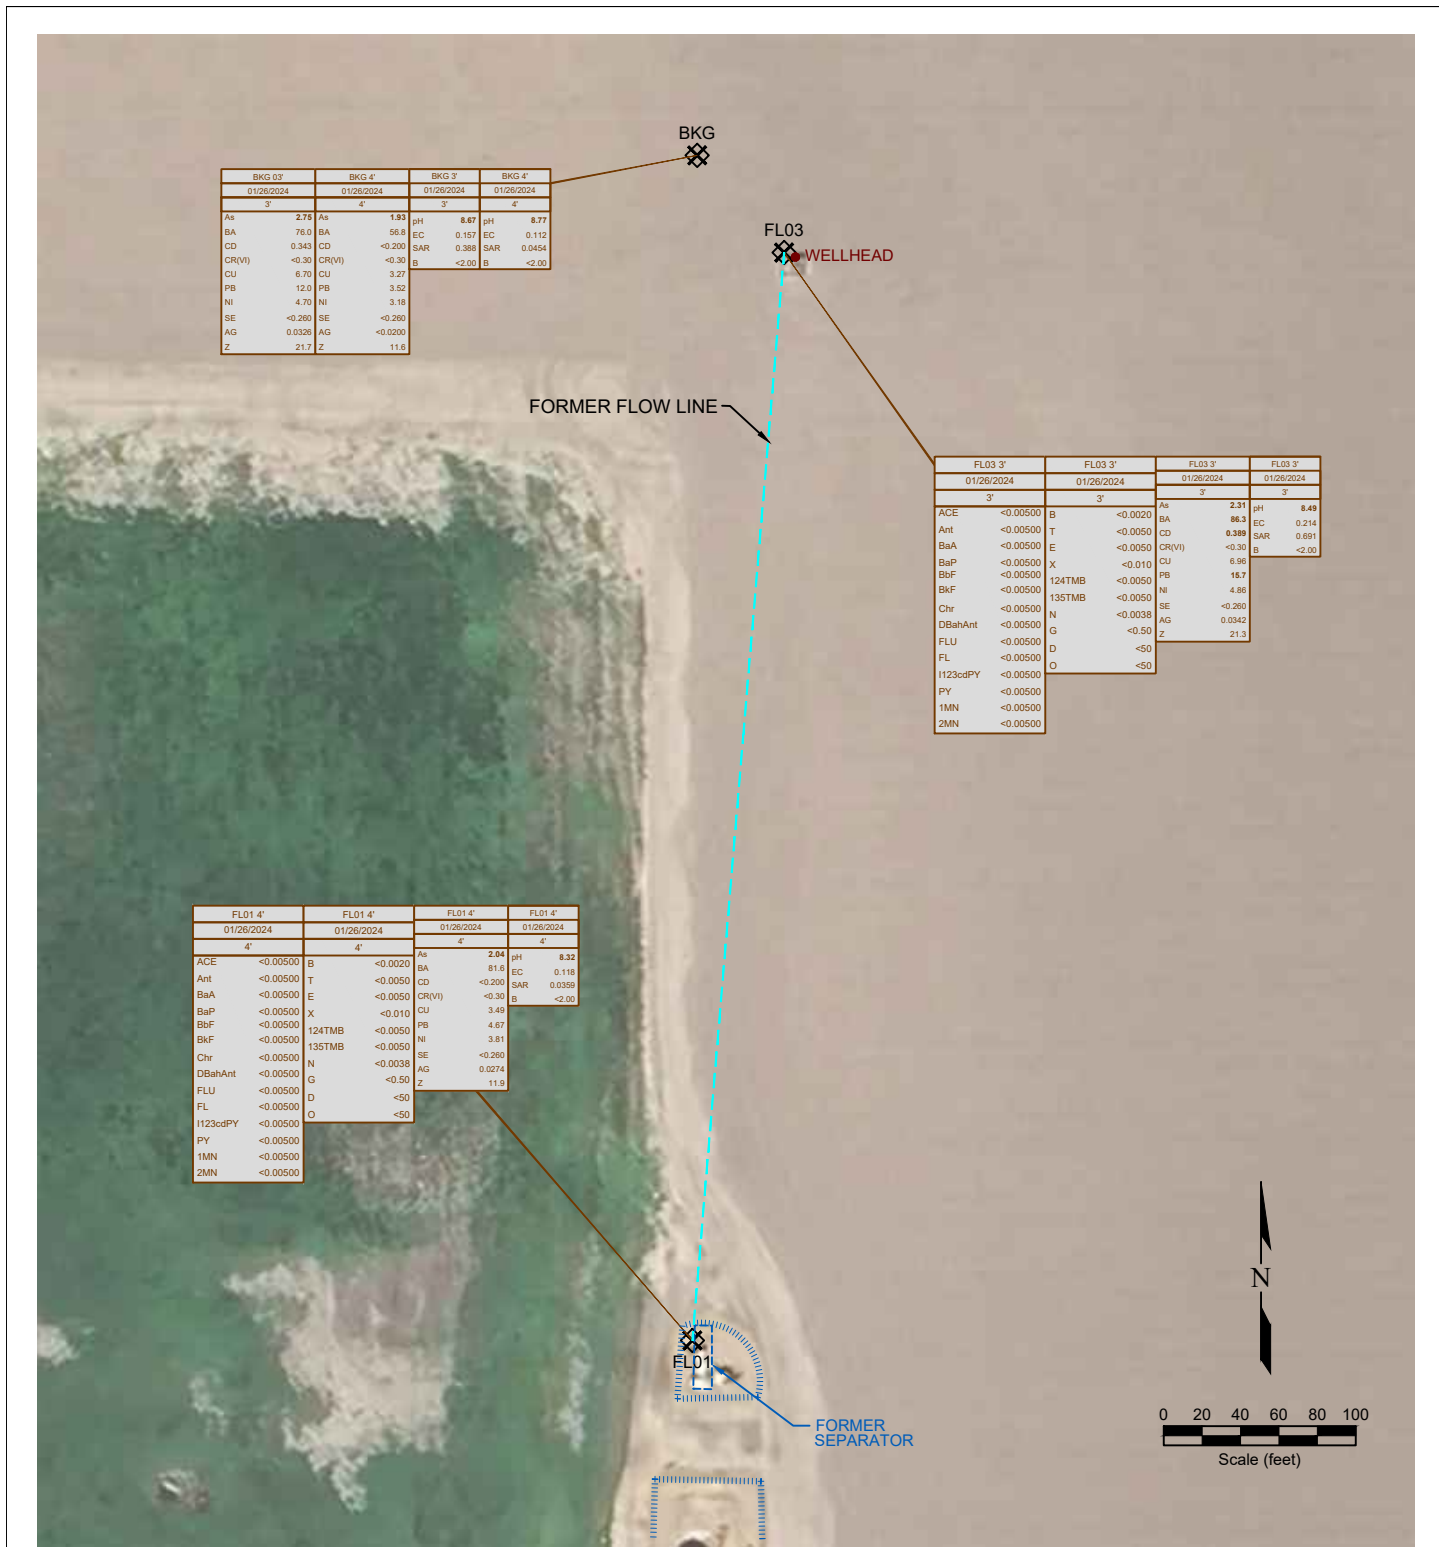 BKG
BKG 03' BKG 4' BKG 3' BKG 4'
01/26/2024 01/26/2024 01/26/2024 01/26/2024
3' 4' 3' 4'
As 2.75 As 1.93 pH 8.67 pH 8.77
BA 76.0 BA 56.8 EC 0.157 EC 0.112
CD 0.343 CD <0.200 SAR 0.388 SAR 0.0454
CR(VI) <0.30 CR(VI) <0.30 B <2.00 B <2.00
CU 6.70 CU 3.27
PB 12.0 PB 3.52
NI 4.70 NI 3.18
SE <0.260 SE <0.260
AG 0.0326 AG <0.0200
Z 21.7 Z 11.6
FL03
WELLHEAD
FORMER FLOW LINE
FL03 3' FL03 3' FL03 3' FL03 3'
01/26/2024 01/26/2024 01/26/2024 01/26/2024
3' 3' 3' 3'
ACE <0.00500 B <0.0020 As 2.31 pH 8.49
Ant <0.00500 T <0.0050 BA 86.3 EC 0.214
BaA <0.00500 E <0.0050 CD 0.389 SAR 0.691
BaP <0.00500 X <0.010 CR(VI) <0.30 B <2.00
BbF <0.00500 124TMB <0.0050 CU 6.96
BkF <0.00500 135TMB <0.0050 PB 15.7
Chr <0.00500 N <0.0038 NI 4.86
DBahAnt <0.00500 G <0.50 SE <0.260
FLU <0.00500 D <50 AG 0.0342
FL <0.00500 O <50 Z 21.3
I123cdPY <0.00500
PY <0.00500
1MN <0.00500
2MN <0.00500
FL01 4' FL01 4' FL01 4' FL01 4'
01/26/2024 01/26/2024 01/26/2024 01/26/2024
4' 4' 4' 4'
ACE <0.00500 B <0.0020 As 2.04 pH 8.32
Ant <0.00500 T <0.0050 BA 81.6 EC 0.118
BaA <0.00500 E <0.0050 CD <0.200 SAR 0.0359
BaP <0.00500 X <0.010 CR(VI) <0.30 B <2.00
BbF <0.00500 124TMB <0.0050 CU 3.49
BkF <0.00500 135TMB <0.0050 PB 4.67
Chr <0.00500 N <0.0038 NI 3.81
DBahAnt <0.00500 G <0.50 SE <0.260
FLU <0.00500 D <50 AG 0.0274
FL <0.00500 O <50 Z 11.9
I123cdPY <0.00500
PY <0.00500
1MN <0.00500
2MN <0.00500
N
FL01
FORMER
SEPARATOR
0 20 40 60 80 100
Scale (feet)